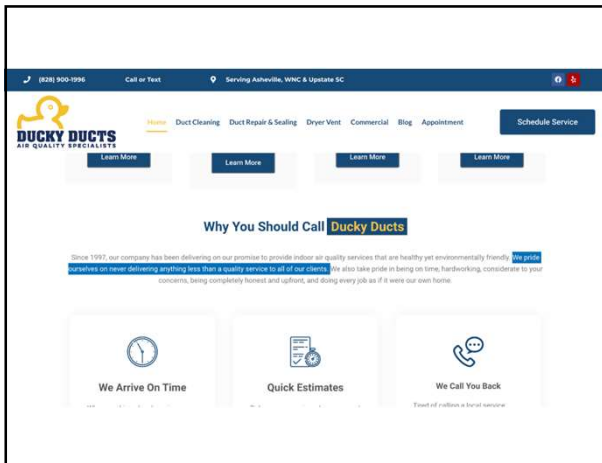 (828) 900-1996 Call or Text Serving Asheville, WNC & Upstate SC
DUCKY DUCTS
AIR QUALITY SPECIALISTS
Home Duct Cleaning Duct Repair & Sealing Dryer Vent Commercial Blog Appointment Schedule Service
Learn More Learn More Learn More Learn More
Why You Should Call Ducky Ducts
Since 1997, our company has been delivering on our promise to provide indoor air quality services that are healthy yet environmentally friendly. We pride
ourselves on never delivering anything less than a quality service to all of our clients. We also take pride in being on time, hardworking, considerate to your
concerns, being completely honest and upfront, and doing every job as if it were our own home.
We Arrive On Time Quick Estimates We Call You Back
Tired of calling a local service